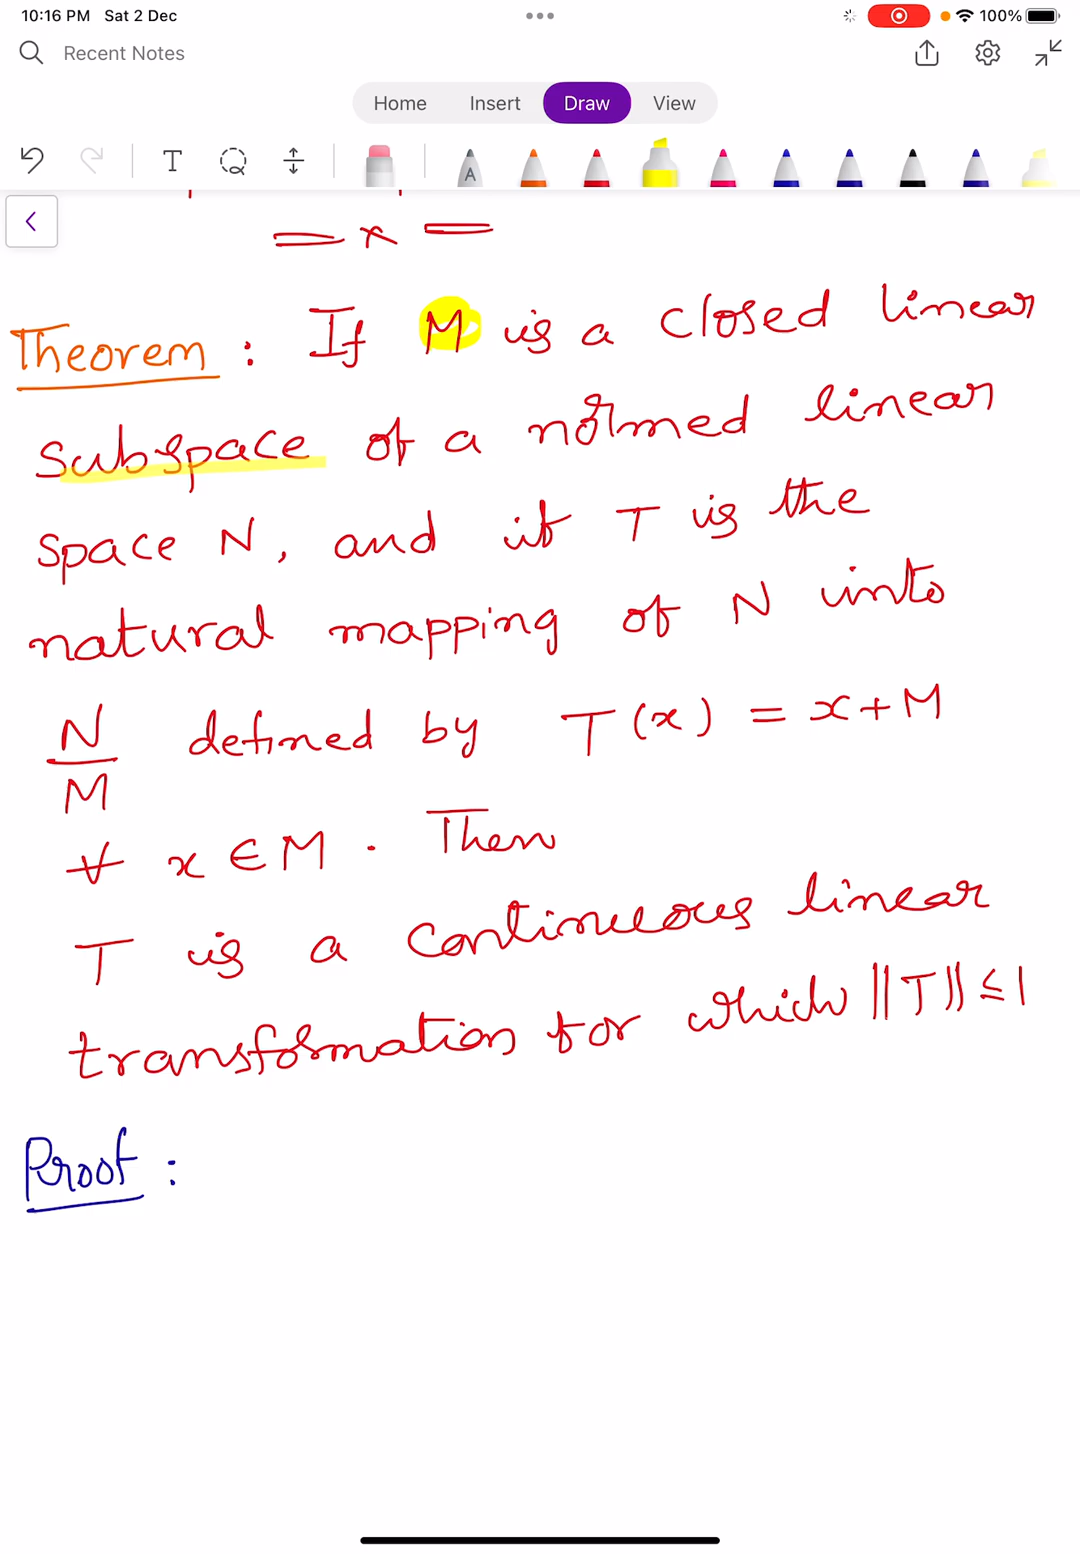 10:16 PM Sat 2 Dec
100%
Recent Notes
Home Insert Draw View
T A
= x =
Theorem : If M is a closed linear
subspace of a normed linear
space N, and if T is the
natural mapping of N into
N/M defined by T(x) = x+M
∀ x ∈ M . Then
T is a continuous linear
transformation for which ||T|| ≤ 1
Proof :